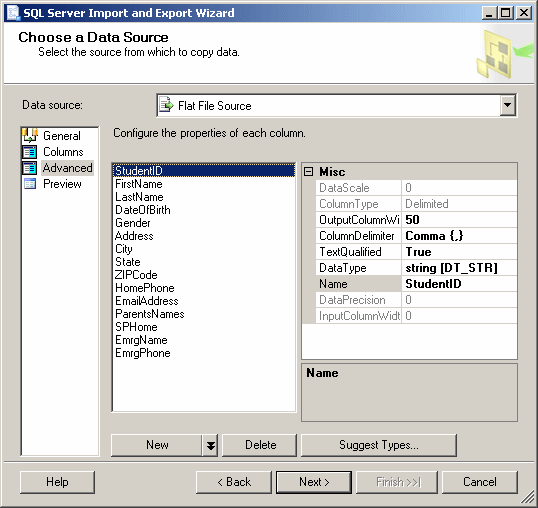 SQL Server Import and Export Wizard
Choose a Data Source
Select the source from which to copy data.
Data source:
Flat File Source
General
Columns
Advanced
Preview
Configure the properties of each column.
StudentID
FirstName
LastName
DateOfBirth
Gender
Address
City
State
ZIPCode
HomePhone
EmailAddress
ParentsNames
SPHome
EmrgName
EmrgPhone
Misc
DataScale 0
ColumnType Delimited
OutputColumnWi 50
ColumnDelimiter Comma {,}
TextQualified True
DataType string [DT_STR]
Name StudentID
DataPrecision 0
InputColumnWidt 0
Name
New
Delete
Suggest Types...
Help
< Back
Next >
Finish >>|
Cancel